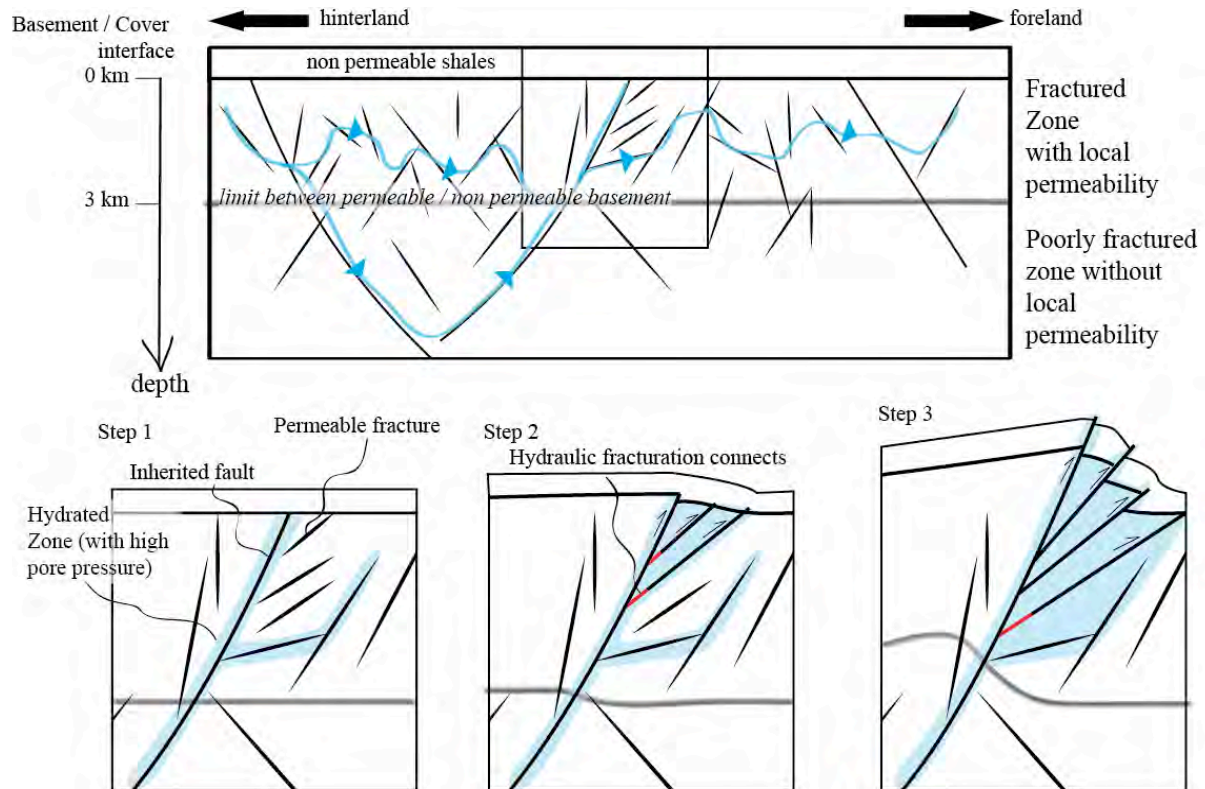 hinterland
foreland
Basement / Cover
interface
non permeable shales
0 km
limit between permeable / non permeable basement
3 km
depth
Fractured
Zone
with local
permeability
Poorly fractured
zone without
local
permeability
Step 1
Permeable fracture
Inherited fault
Hydrated
Zone (with high
pore pressure)
Step 2
Hydraulic fracturation connects
Step 3